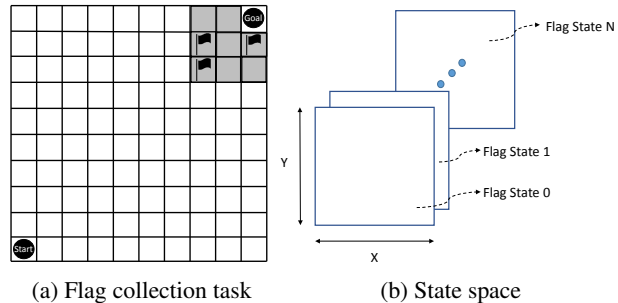 Goal
Start
(a) Flag collection task
Flag State N
Flag State 1
Flag State 0
Y
X
(b) State space